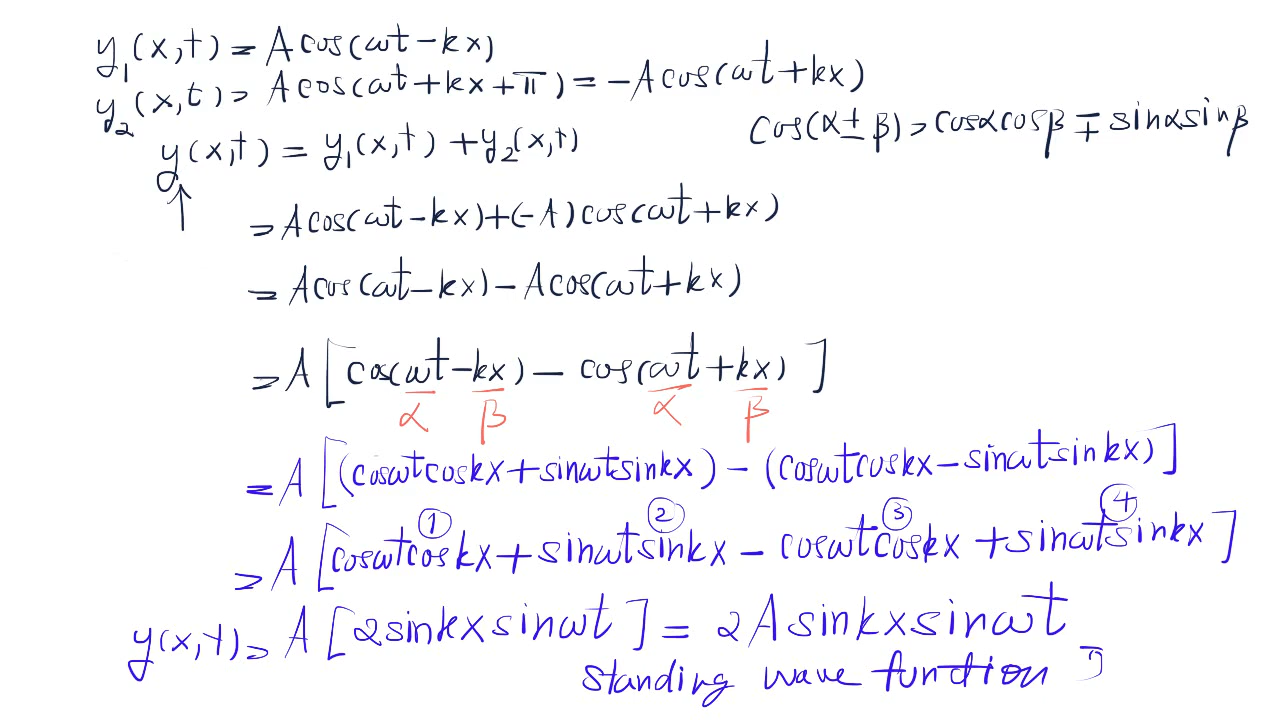 y₁(x,t) = A cos(ωt − kx)
y₂(x,t) = A cos(ωt + kx + π) = −A cos(ωt + kx)
cos(α ± β) = cosα cosβ ∓ sinα sinβ
y(x,t) = y₁(x,t) + y₂(x,t)
↑
= A cos(ωt − kx) + (−A) cos(ωt + kx)
= A cos(ωt − kx) − A cos(ωt + kx)
= A [cos(ωt − kx) − cos(ωt + kx)]
α β α β
= A [(cosωt coskx + sinωt sinkx) − (cosωt coskx − sinωt sinkx)]
① ② ③ ④
= A [cosωt coskx + sinωt sinkx − cosωt coskx + sinωt sinkx]
y(x,t) = A [2 sinkx sinωt] = 2A sinkx sinωt
standing wave function